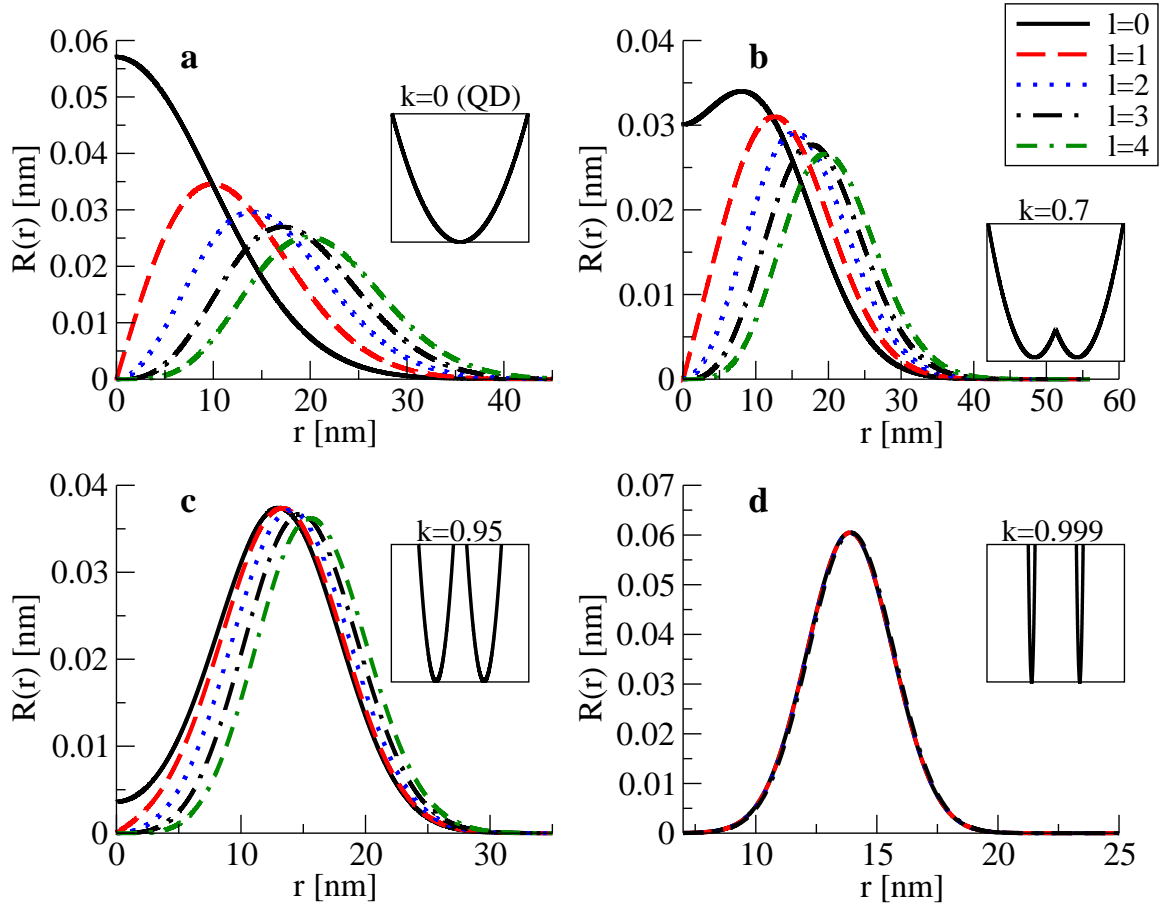 a
k=0 (QD)
R(r) [nm]
0.06
0.05
0.04
0.03
0.02
0.01
0
0 10 20 30 40
r [nm]
b
l=0
l=1
l=2
l=3
l=4
k=0.7
R(r) [nm]
0.04
0.03
0.02
0.01
0
0 10 20 30 40 50 60
r [nm]
c
k=0.95
R(r) [nm]
0.04
0.03
0.02
0.01
0
0 10 20 30
r [nm]
d
k=0.999
R(r) [nm]
0.07
0.06
0.05
0.04
0.03
0.02
0.01
0
10 15 20 25
r [nm]